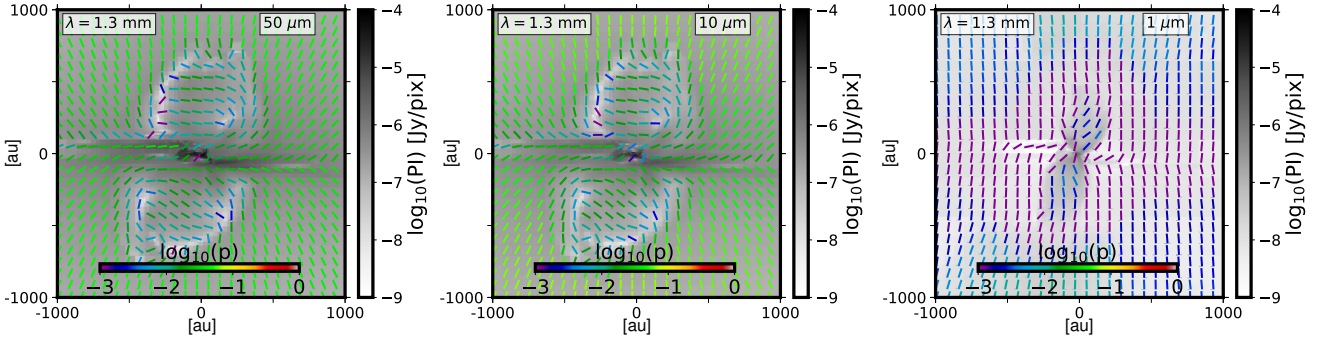 λ = 1.3 mm
50 μm
1000
0
-1000
[au]
log₁₀(p)
−3
−2
−1
0
-1000
0
1000
[au]
−4
−5
−6
−7
−8
−9
log₁₀(PI) [Jy/pix]
λ = 1.3 mm
10 μm
1000
0
-1000
[au]
log₁₀(p)
−3
−2
−1
0
-1000
0
1000
[au]
−4
−5
−6
−7
−8
−9
log₁₀(PI) [Jy/pix]
λ = 1.3 mm
1 μm
1000
0
-1000
[au]
log₁₀(p)
−3
−2
−1
0
-1000
0
1000
[au]
−4
−5
−6
−7
−8
−9
log₁₀(PI) [Jy/pix]